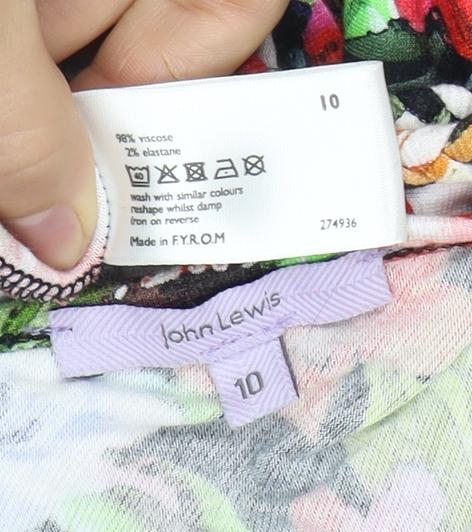 10
98% viscose
2% elastane
40
wash with similar colours
reshape whilst damp
iron on reverse
Made in F.Y.R.O.M
274936
John Lewis
10